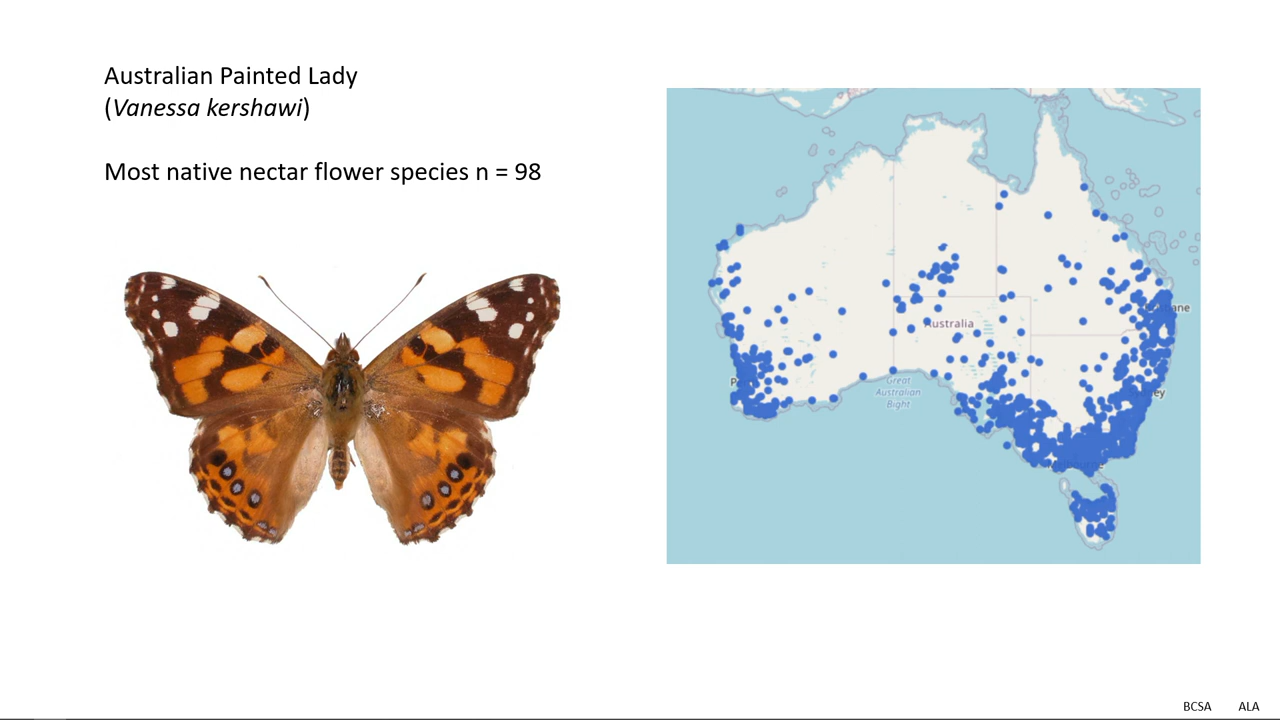 Australian Painted Lady
(Vanessa kershawi)
Most native nectar flower species n = 98
Australia
Great
Australian
Bight
BCSA ALA